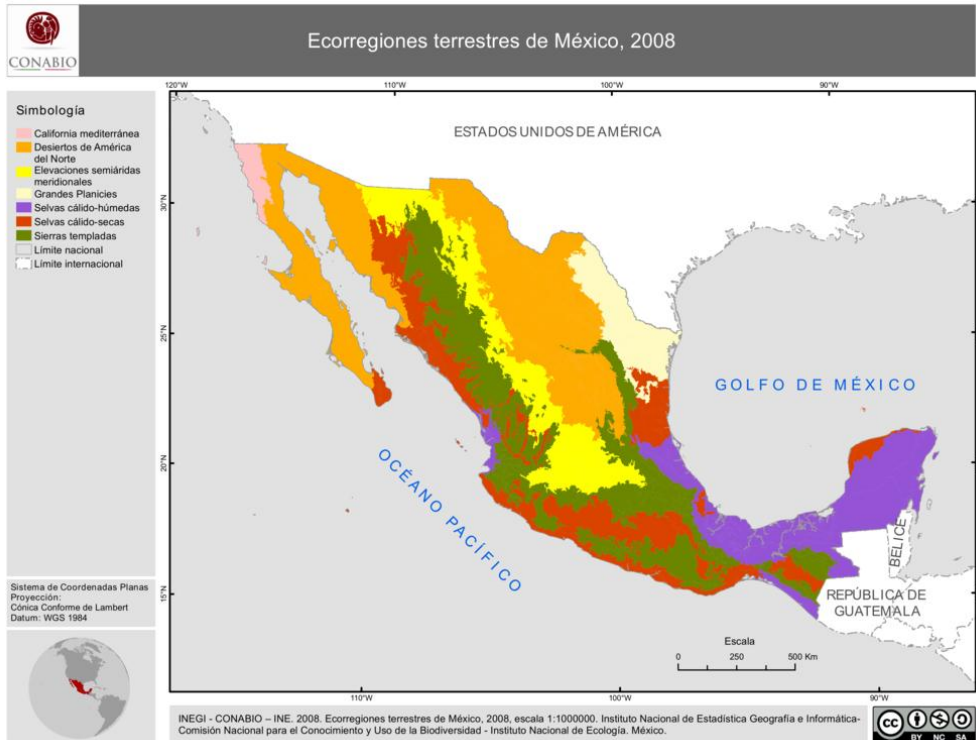 CONABIO
Ecorregiones terrestres de México, 2008
120°W
110°W
100°W
90°W
Simbología
California mediterránea
Desiertos de América
del Norte
Elevaciones semiáridas
meridionales
Grandes Planicies
Selvas cálido-húmedas
Selvas cálido-secas
Sierras templadas
Límite nacional
Límite internacional
ESTADOS UNIDOS DE AMÉRICA
30°N
25°N
20°N
15°N
30°N
25°N
20°N
GOLFO DE MÉXICO
OCÉANO PACÍFICO
BELICE
REPÚBLICA DE
GUATEMALA
Sistema de Coordenadas Planas
Proyección:
Cónica Conforme de Lambert
Datum: WGS 1984
Escala
0 250 500 Km
110°W
100°W
90°W
INEGI - CONABIO – INE. 2008. Ecorregiones terrestres de México, 2008, escala 1:1000000. Instituto Nacional de Estadística Geografía e Informática-
Comisión Nacional para el Conocimiento y Uso de la Biodiversidad - Instituto Nacional de Ecología. México.
cc
BY NC SA